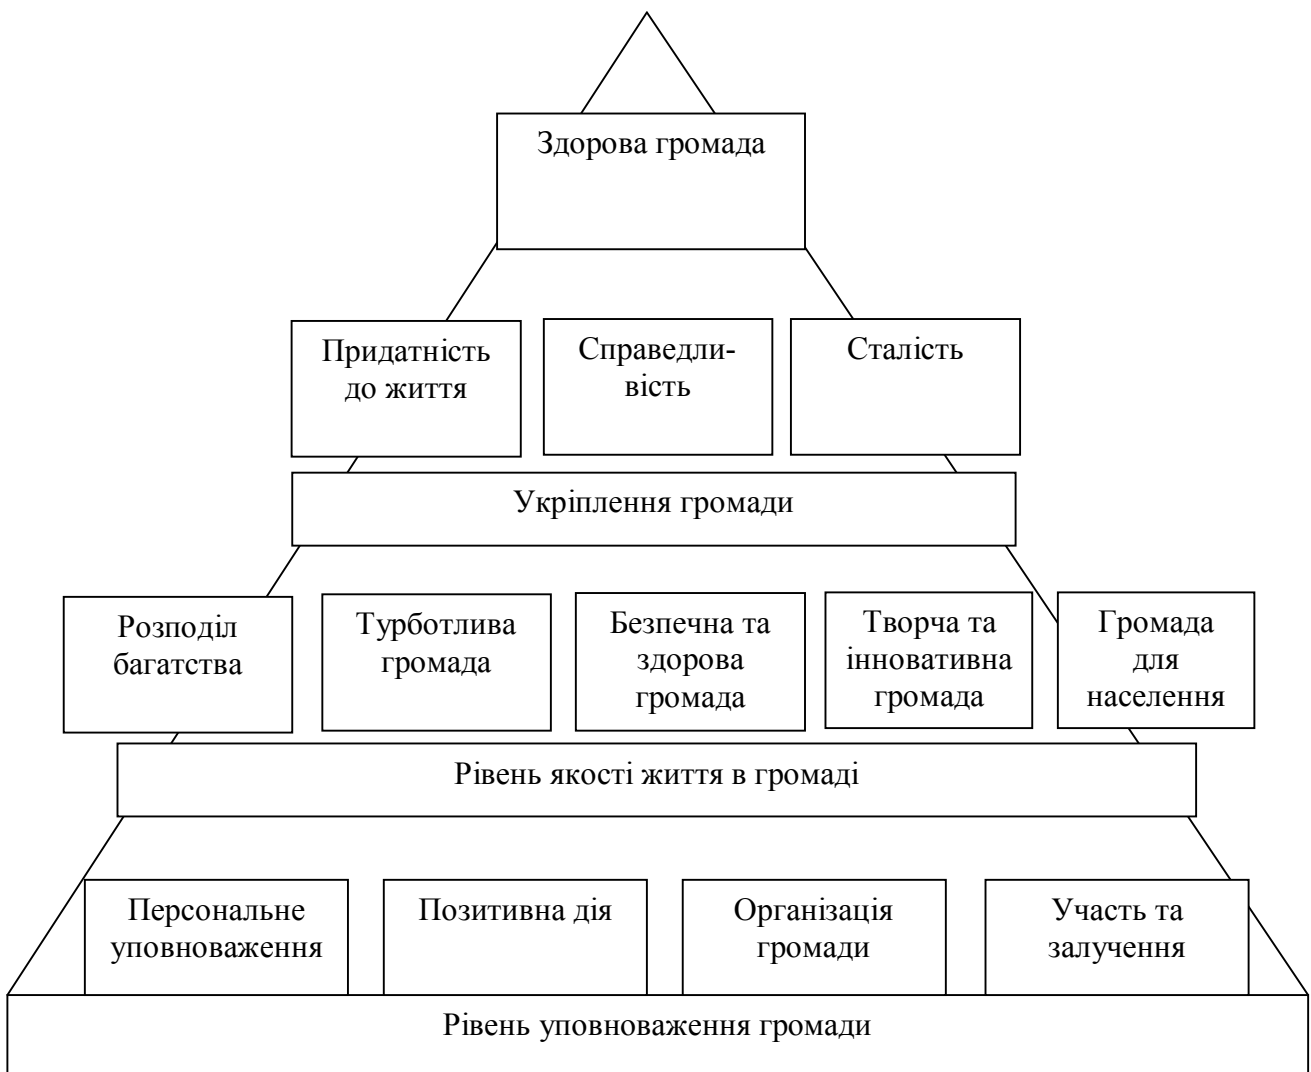 Здорова громада
Придатність
до життя
Справедли-
вість
Сталість
Укріплення громади
Розподіл
багатства
Турботлива
громада
Безпечна та
здорова
громада
Творча та
інновативна
громада
Громада
для
населення
Рівень якості життя в громаді
Персональне
уповноваження
Позитивна дія
Організація
громади
Участь та
залучення
Рівень уповноваження громади